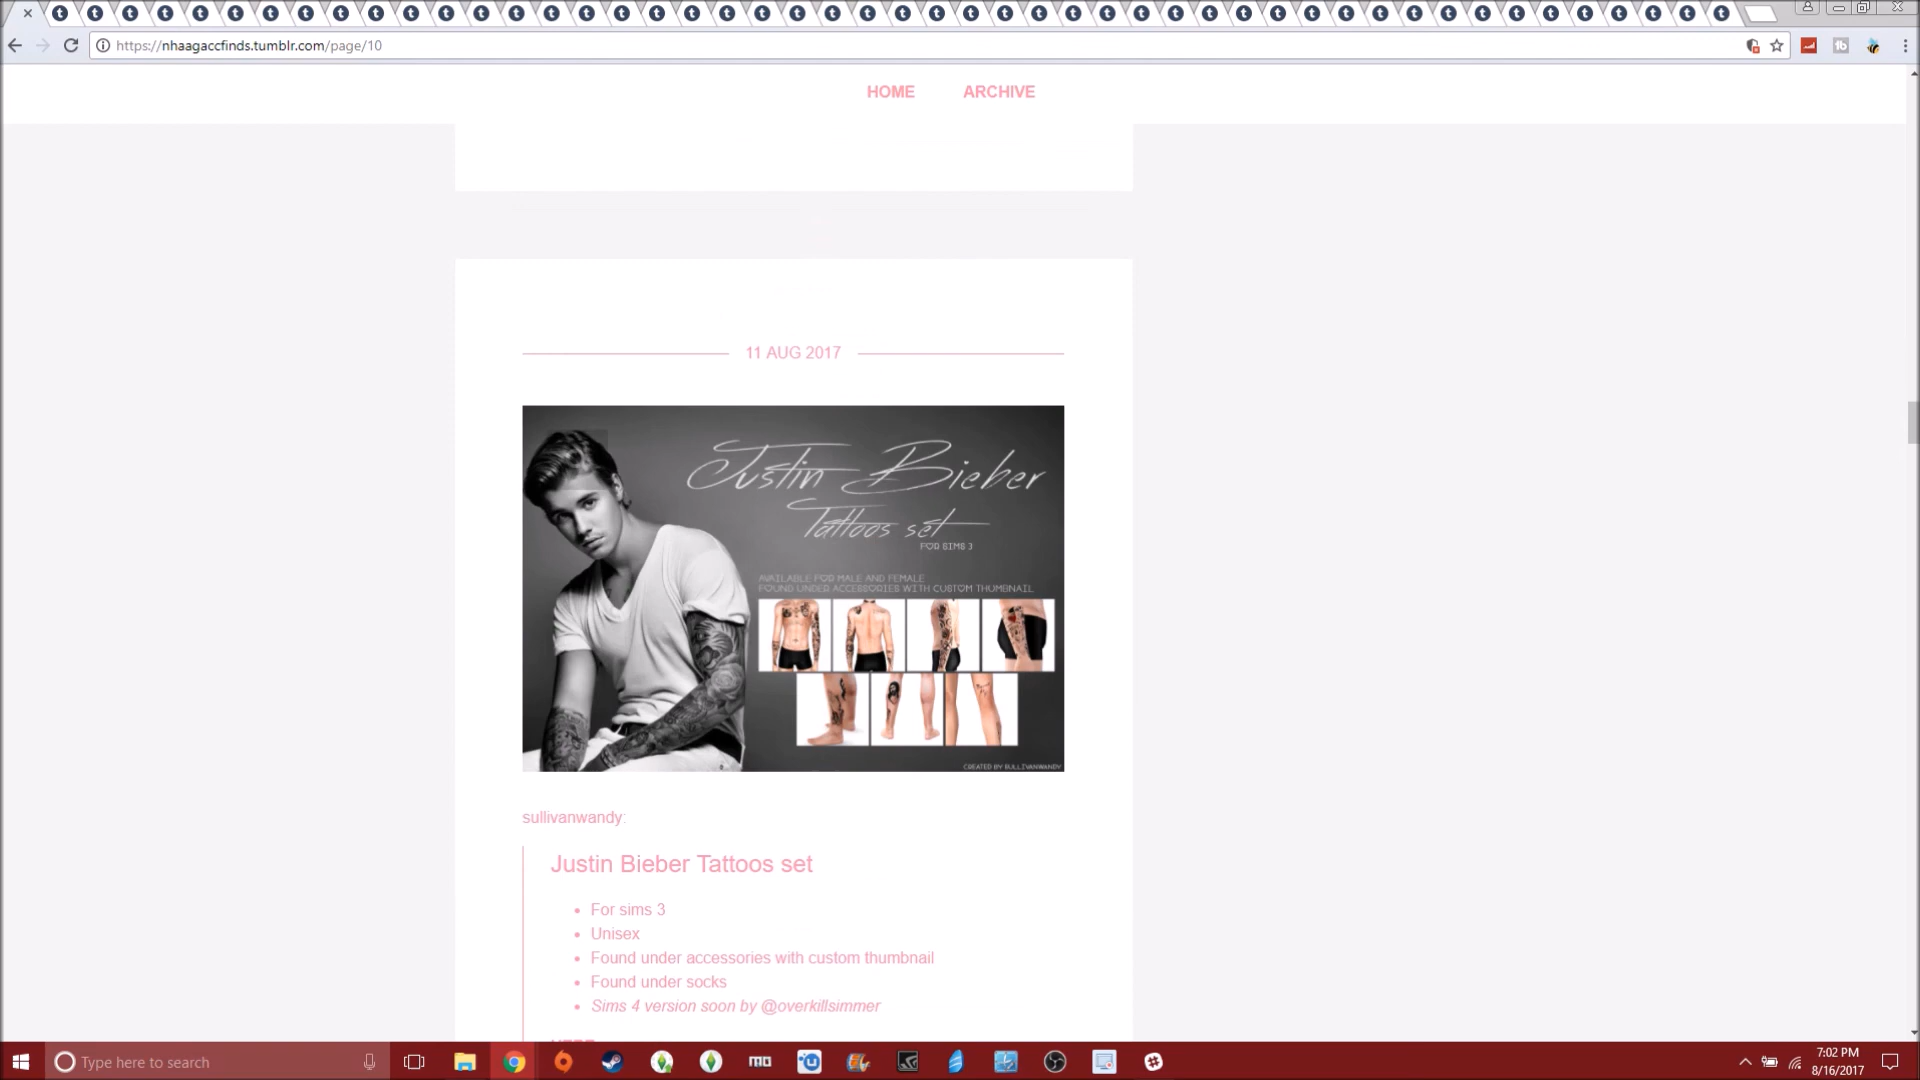 https://nhaagaccfinds.tumblr.com/page/10
HOME ARCHIVE
11 AUG 2017
Justin Bieber
Tattoos set
FOR SIMS 3
AVAILABLE FOR MALE AND FEMALE
FOUND UNDER ACCESSORIES WITH CUSTOM THUMBNAIL
CREATED BY SULLIVANWANDY
sullivanwandy:
Justin Bieber Tattoos set
• For sims 3
• Unisex
• Found under accessories with custom thumbnail
• Found under socks
• Sims 4 version soon by @overkillsimmer
Type here to search
7:02 PM
8/16/2017